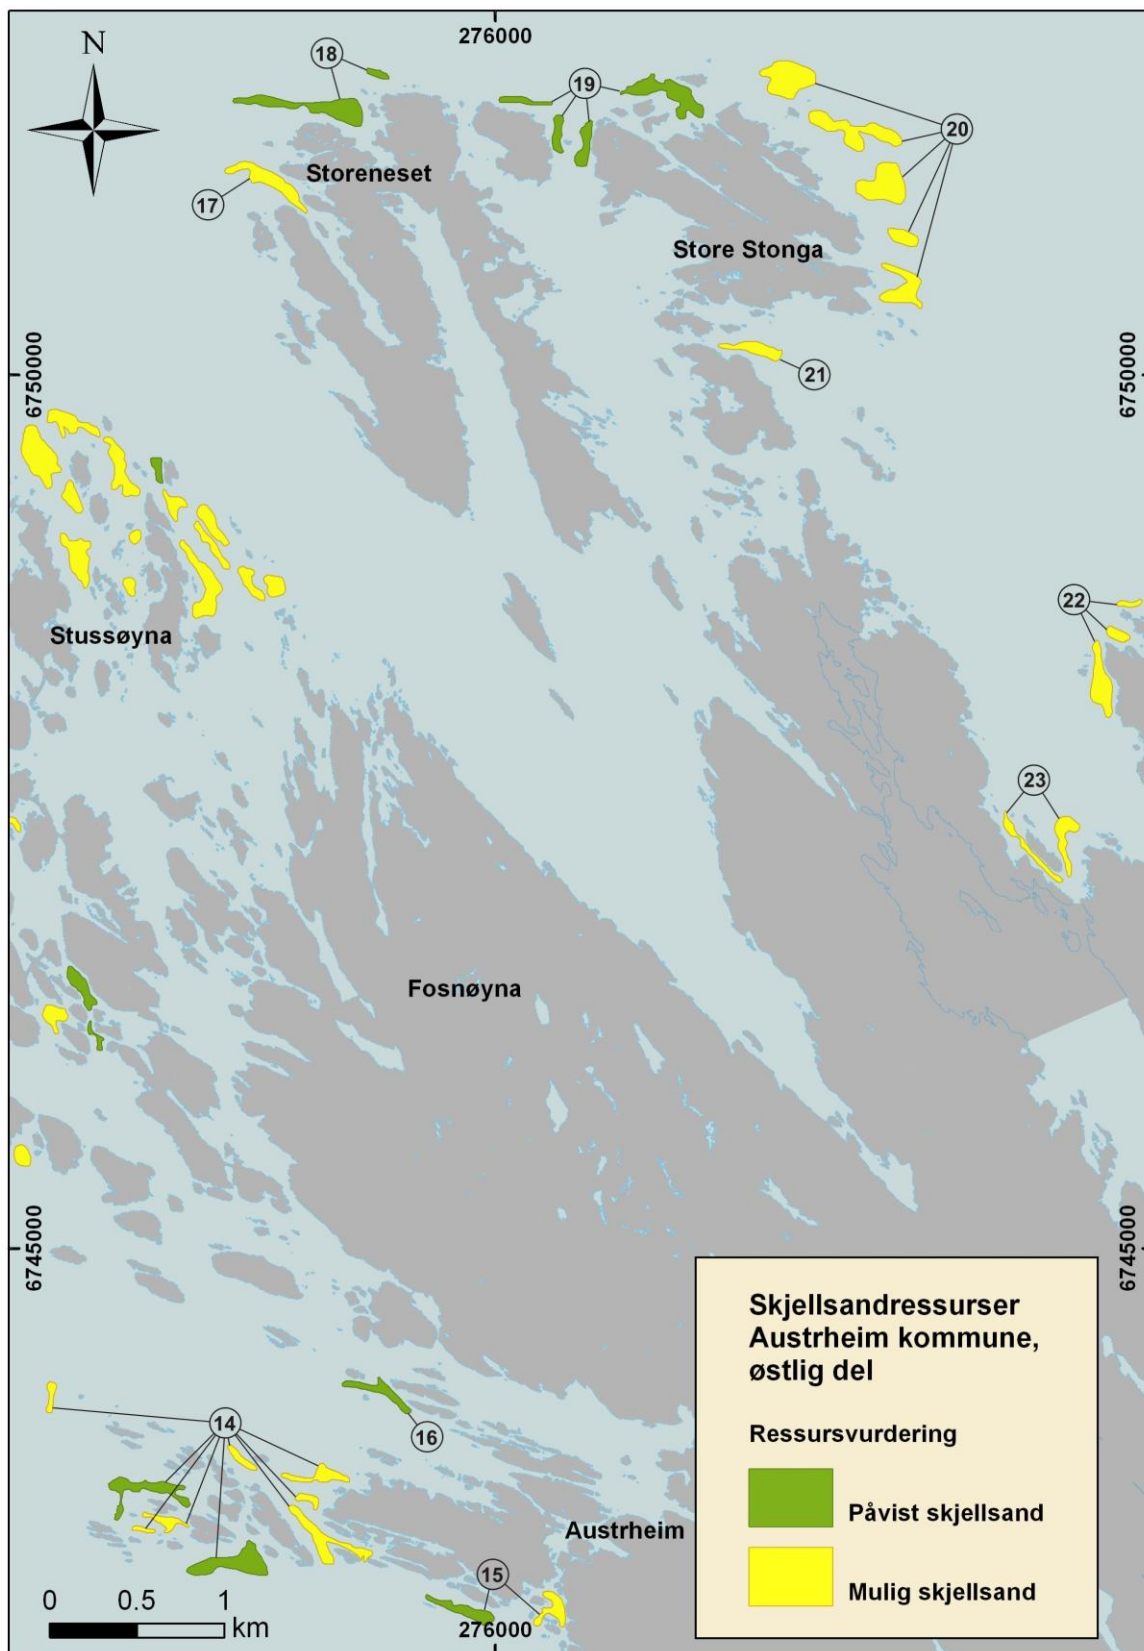 276000
N
18
19
20
Storeneset
17
Store Stonga
6750000
6750000
21
22
Stussøyna
23
Fosnøyna
6745000
6745000
Skjellsandressurser
Austrheim kommune,
østlig del
14
16
Ressursvurdering
Påvist skjellsand
Austrheim
15
Mulig skjellsand
0 0.5 1
km
276000